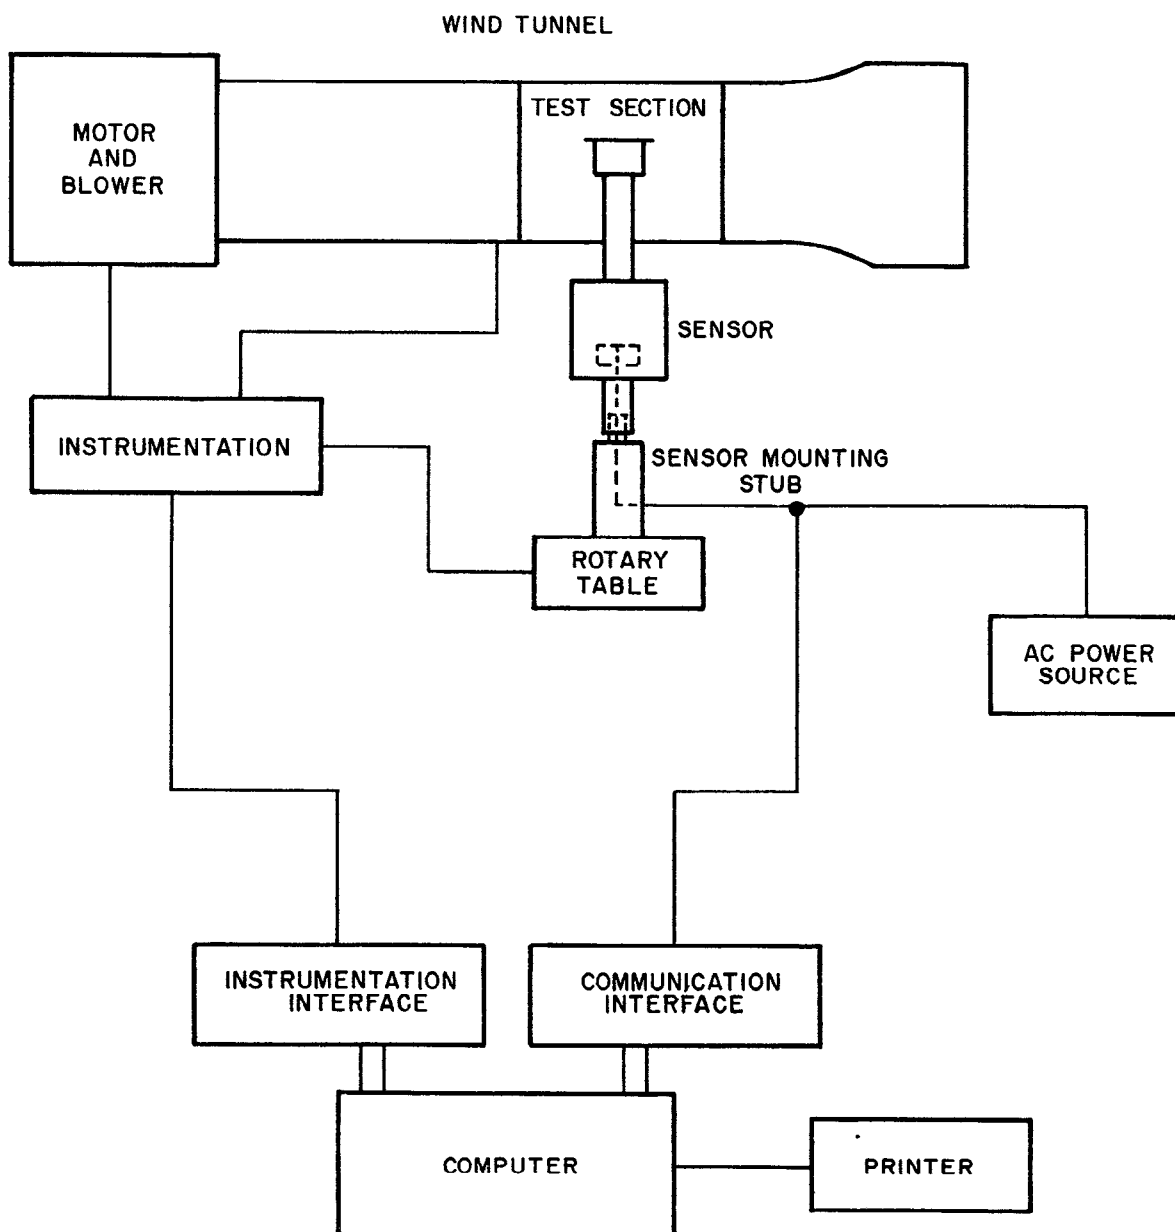 WIND TUNNEL
TEST SECTION
MOTOR
AND
BLOWER
SENSOR
INSTRUMENTATION
SENSOR MOUNTING
STUB
ROTARY
TABLE
AC POWER
SOURCE
INSTRUMENTATION
INTERFACE
COMMUNICATION
INTERFACE
COMPUTER
PRINTER